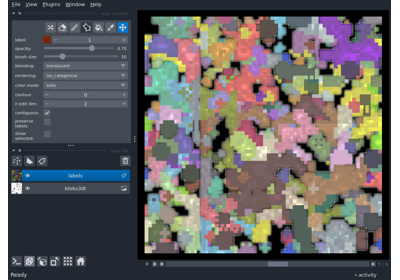 File View Plugins Window Help
label: 1
opacity: 0.70
brush size: 10
blending: translucent
rendering: iso_categorical
color mode: auto
contour: 0
n edit dim: 2
contiguous:
preserve
labels:
show
selected:
labels
blobs3dt
Ready
activity